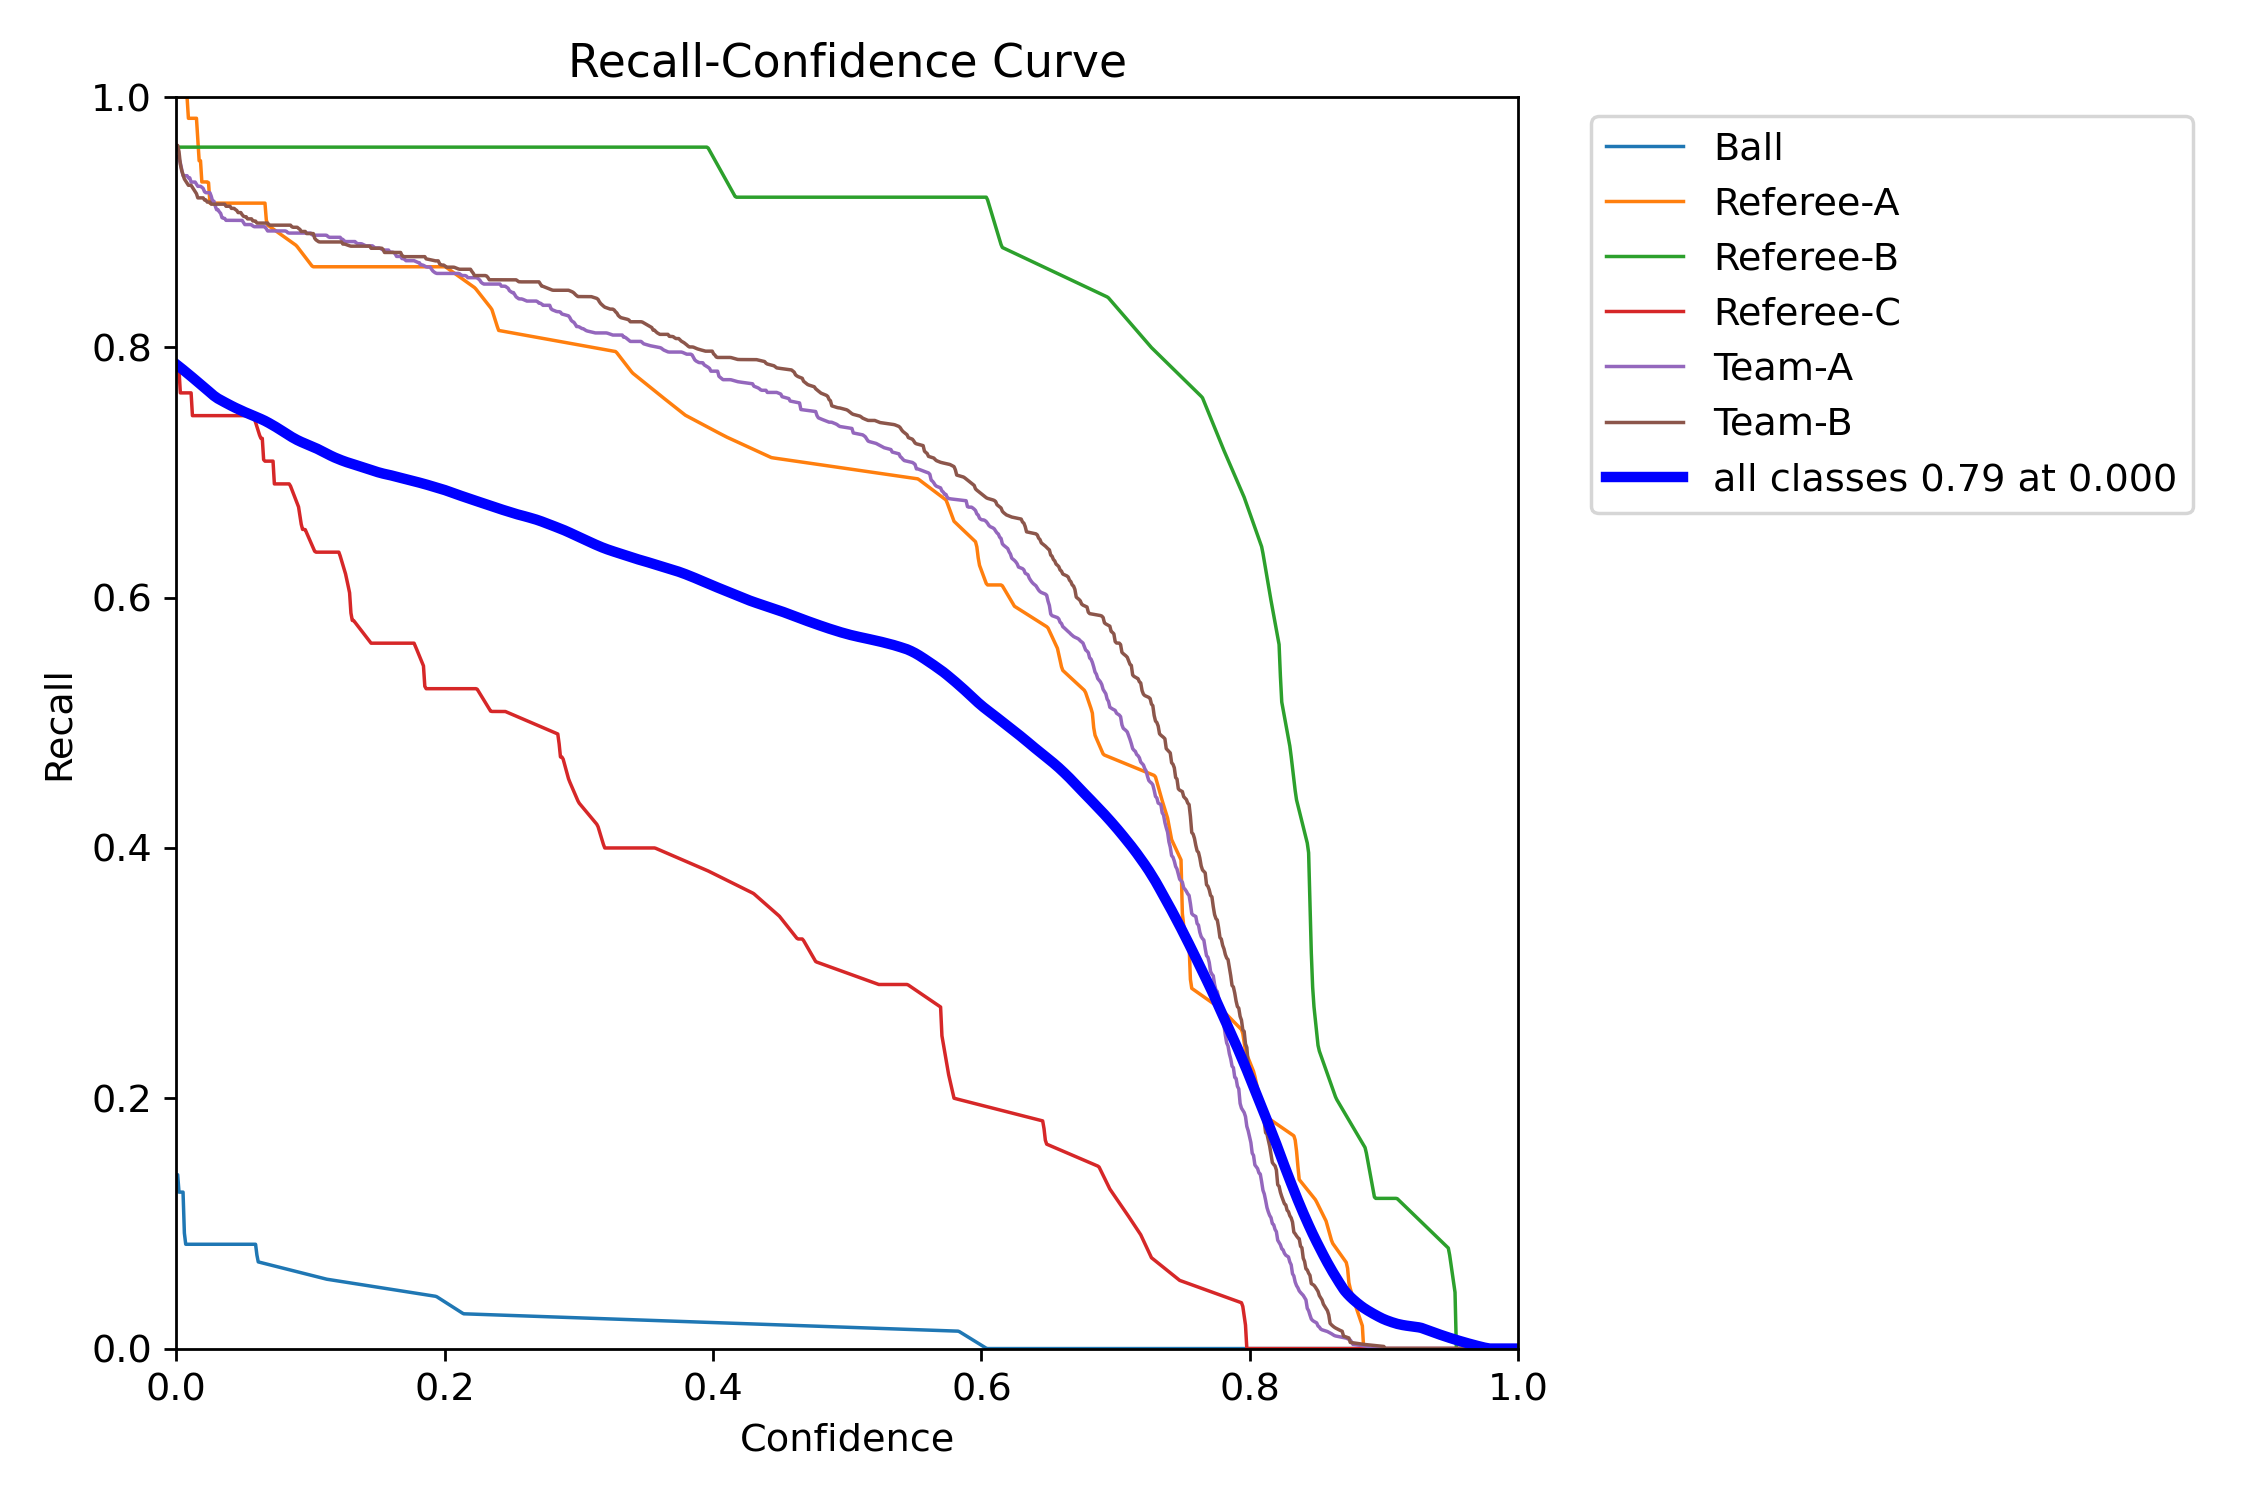 Recall-Confidence Curve
1.0
0.8
0.6
0.4
0.2
0.0
Recall
0.0 0.2 0.4 0.6 0.8 1.0
Confidence
Ball
Referee-A
Referee-B
Referee-C
Team-A
Team-B
all classes 0.79 at 0.000